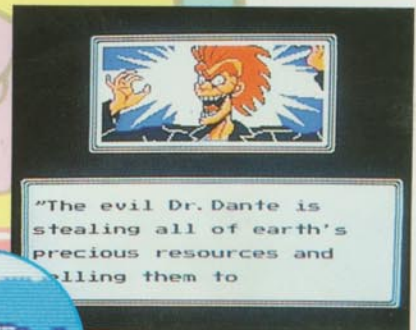 "The evil Dr. Dante is
stealing all of earth's
precious resources and
elling them to